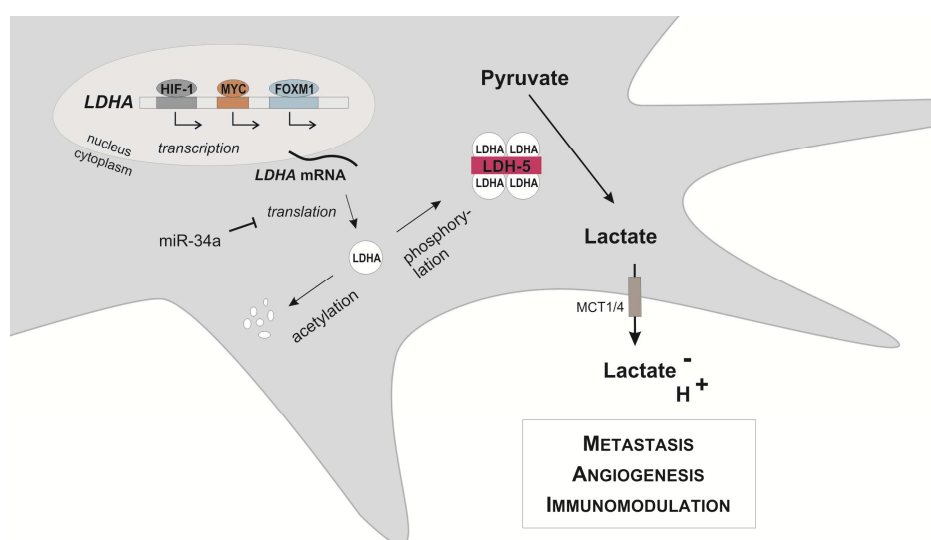 HIF-1 MYC FOXM1
LDHA
nucleus
cytoplasm
transcription
LDHA mRNA
translation
miR-34a
LDHA
acetylation
phosphory-
lation
LDHA LDHA
LDH-5
LDHA LDHA
Pyruvate
Lactate
MCT1/4
Lactate -
H +
METASTASIS
ANGIOGENESIS
IMMUNOMODULATION